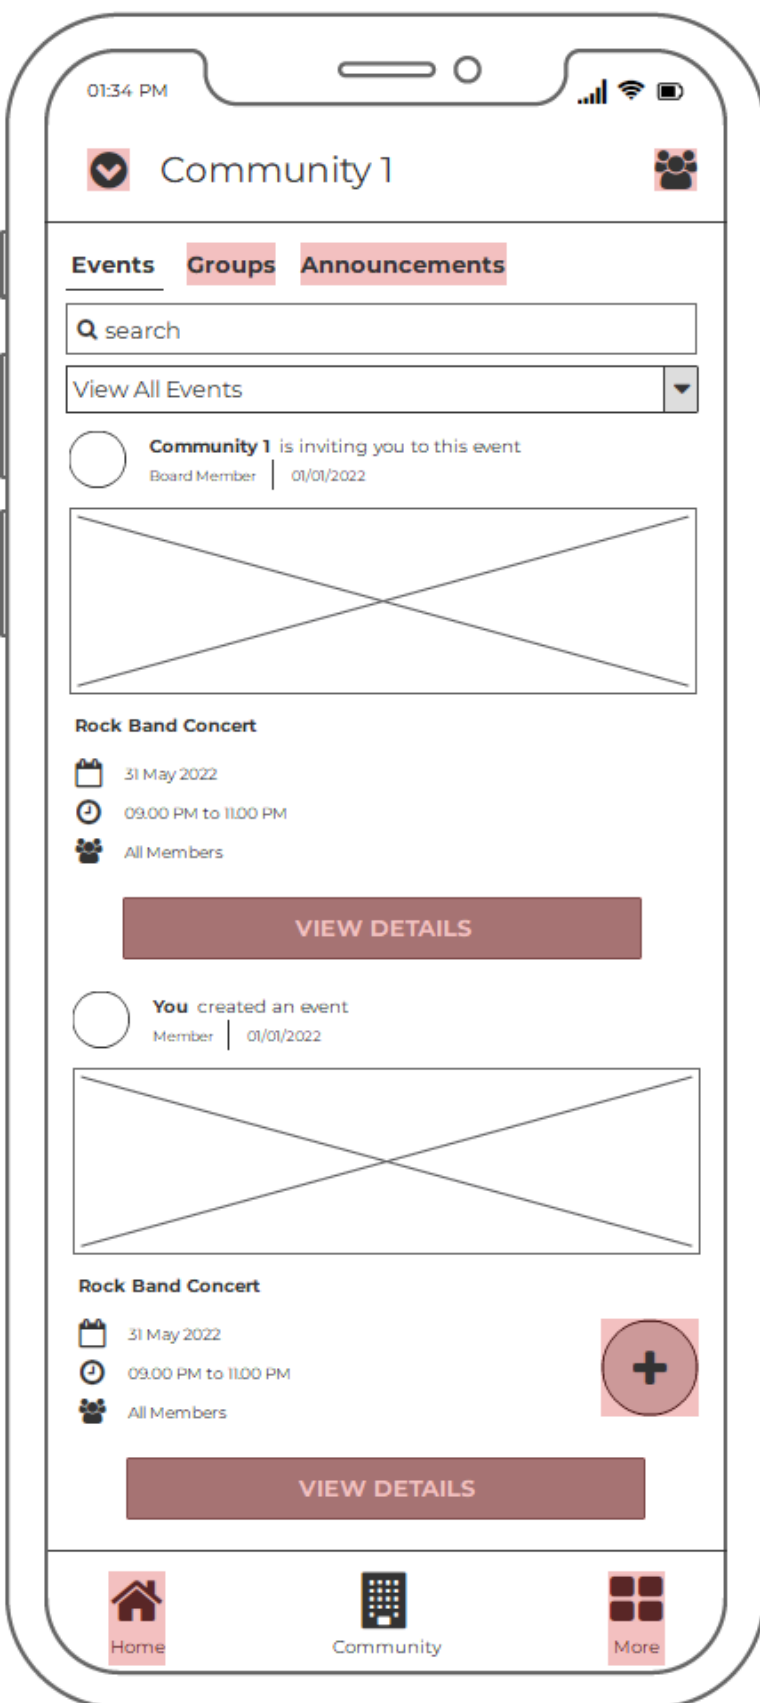 01:34 PM
Community 1
Events Groups Announcements
search
View All Events
Community 1 is inviting you to this event
Board Member 01/01/2022
Rock Band Concert
31 May 2022
09.00 PM to 11.00 PM
All Members
VIEW DETAILS
You created an event
Member 01/01/2022
Rock Band Concert
31 May 2022
09.00 PM to 11.00 PM
All Members
VIEW DETAILS
Home Community More